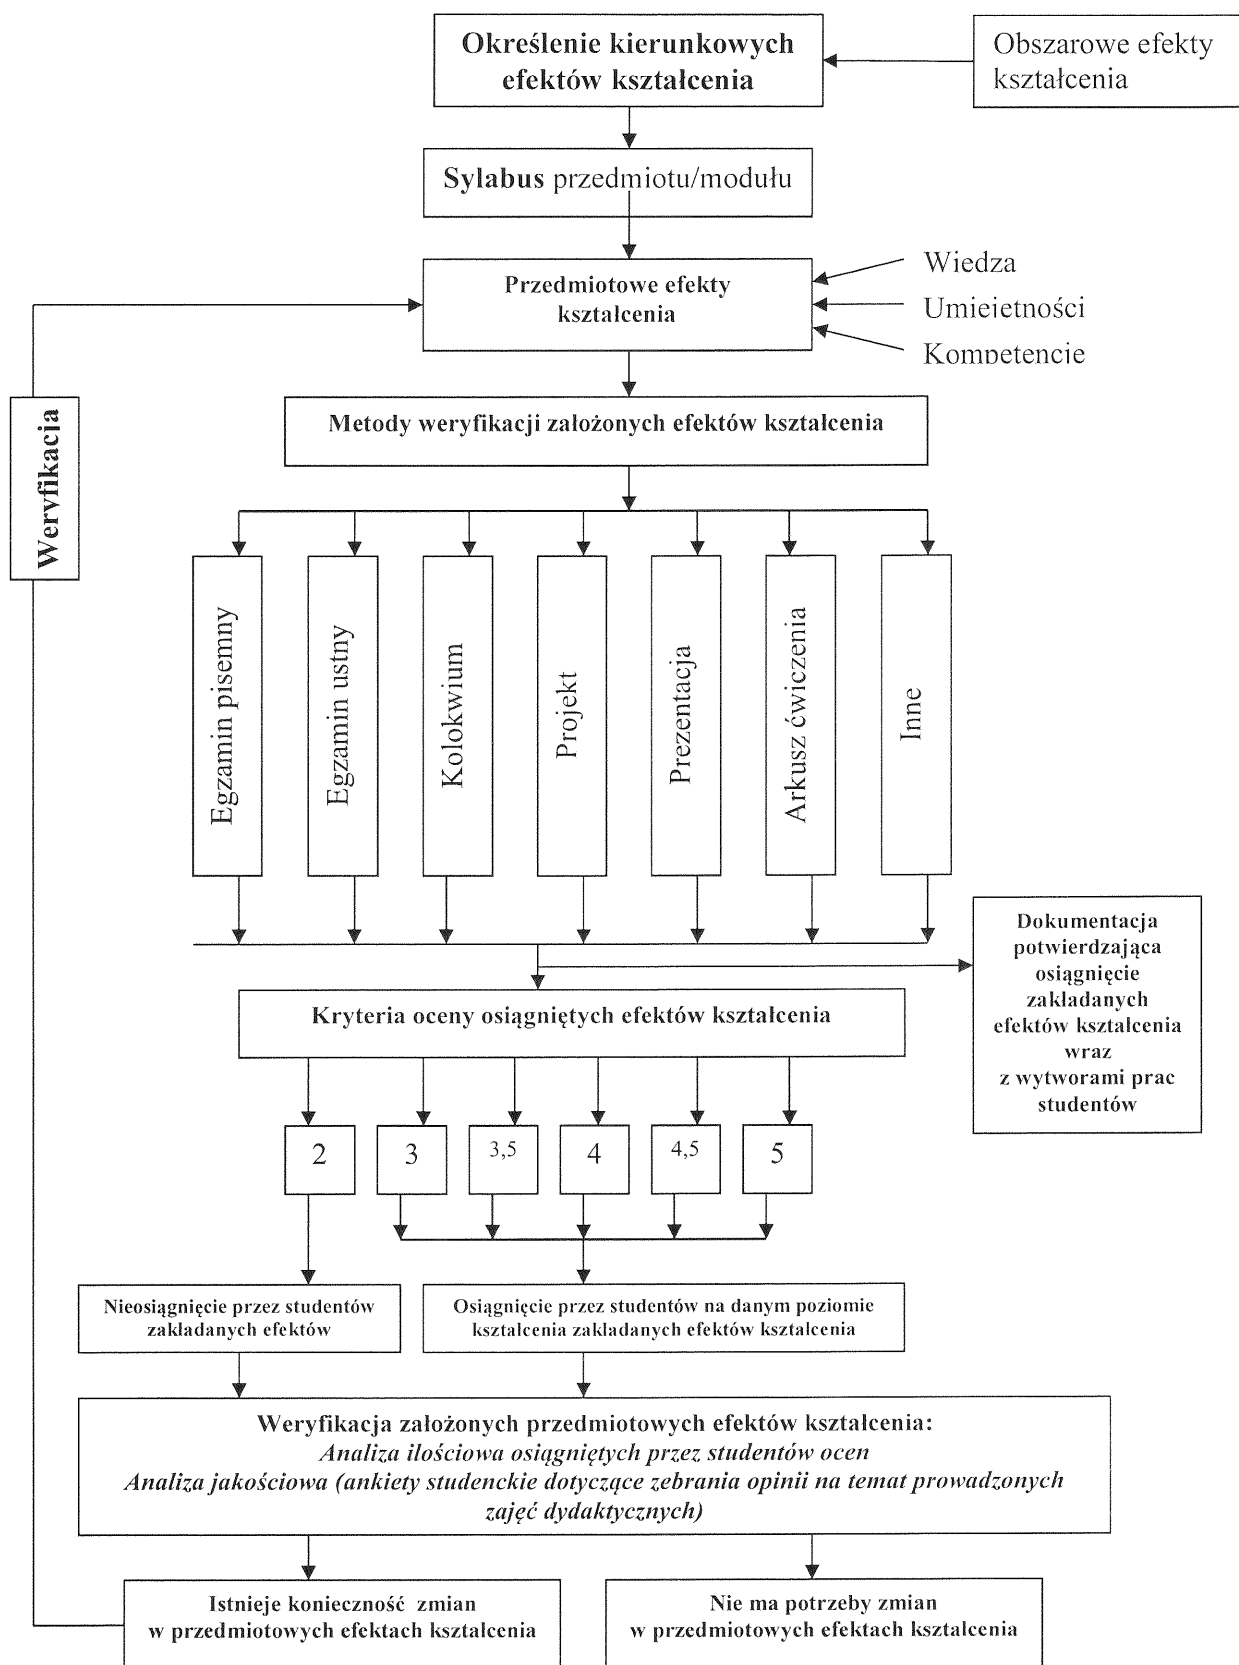 Określenie kierunkowych
efektów kształcenia
Obszarowe efekty
kształcenia
Sylabus przedmiotu/modułu
Przedmiotowe efekty
kształcenia
Wiedza
Umiejętności
Kompetencje
Weryfikacja
Metody weryfikacji założonych efektów kształcenia
Egzamin pisemny
Egzamin ustny
Kolokwium
Projekt
Prezentacja
Arkusz ćwiczenia
Inne
Dokumentacja
potwierdzająca
osiągnięcie
zakładanych
efektów kształcenia
wraz
z wytworami prac
studentów
Kryteria oceny osiągniętych efektów kształcenia
2
3
3,5
4
4,5
5
Nieosiągnięcie przez studentów
zakładanych efektów
Osiągnięcie przez studentów na danym poziomie
kształcenia zakładanych efektów kształcenia
Weryfikacja założonych przedmiotowych efektów kształcenia:
Analiza ilościowa osiągniętych przez studentów ocen
Analiza jakościowa (ankiety studenckie dotyczące zebrania opinii na temat prowadzonych
zajęć dydaktycznych)
Istnieje konieczność zmian
w przedmiotowych efektach kształcenia
Nie ma potrzeby zmian
w przedmiotowych efektach kształcenia